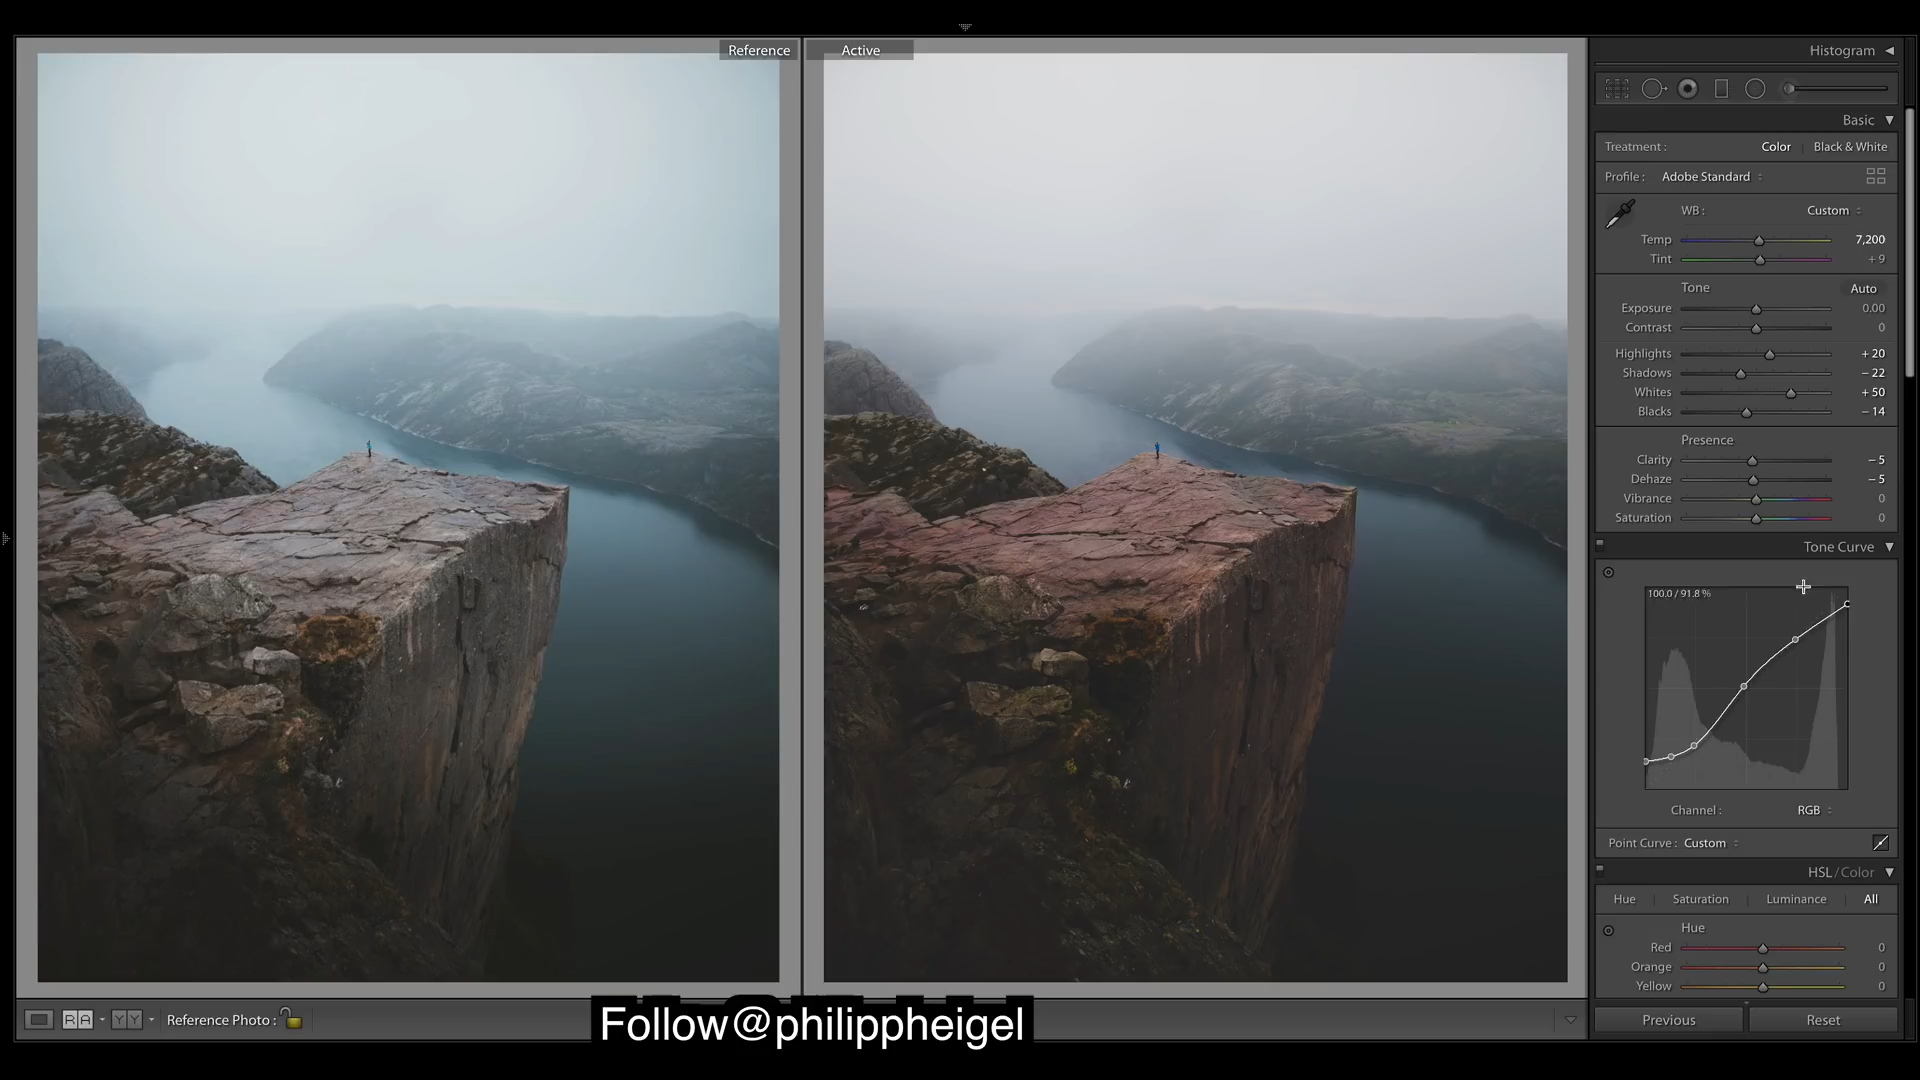 Reference
Active
Histogram
Basic
Treatment :
Color
Black & White
Profile :
Adobe Standard
WB :
Custom
Temp
7,200
Tint
+ 9
Tone
Auto
Exposure
0.00
Contrast
0
Highlights
+ 20
Shadows
– 22
Whites
+ 50
Blacks
– 14
Presence
Clarity
– 5
Dehaze
– 5
Vibrance
0
Saturation
0
Tone Curve
100.0 / 91.8 %
Channel :
RGB
Point Curve :
Custom
HSL / Color
Hue
Saturation
Luminance
All
Hue
Red
0
Orange
0
Yellow
0
RA
YY
Reference Photo :
Follow@philippheigel
Previous
Reset